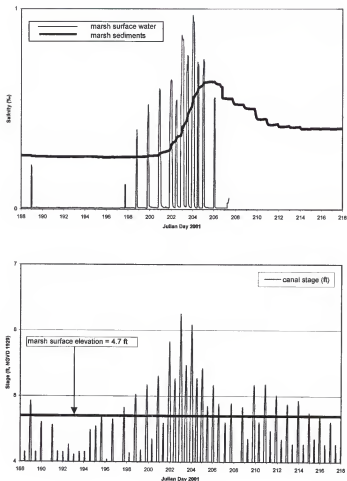 1
marsh surface water
marsh sediments
Salinity (‰)
0
188 190 192 194 196 198 200 202 204 206 208 210 212 214 216 218
Julian Day 2001
7
canal stage (ft)
6
marsh surface elevation = 4.7 ft
Stage (ft, NGVD 1929)
5
4
188 190 192 194 196 198 200 202 204 206 208 210 212 214 216 218
Julian Day 2001